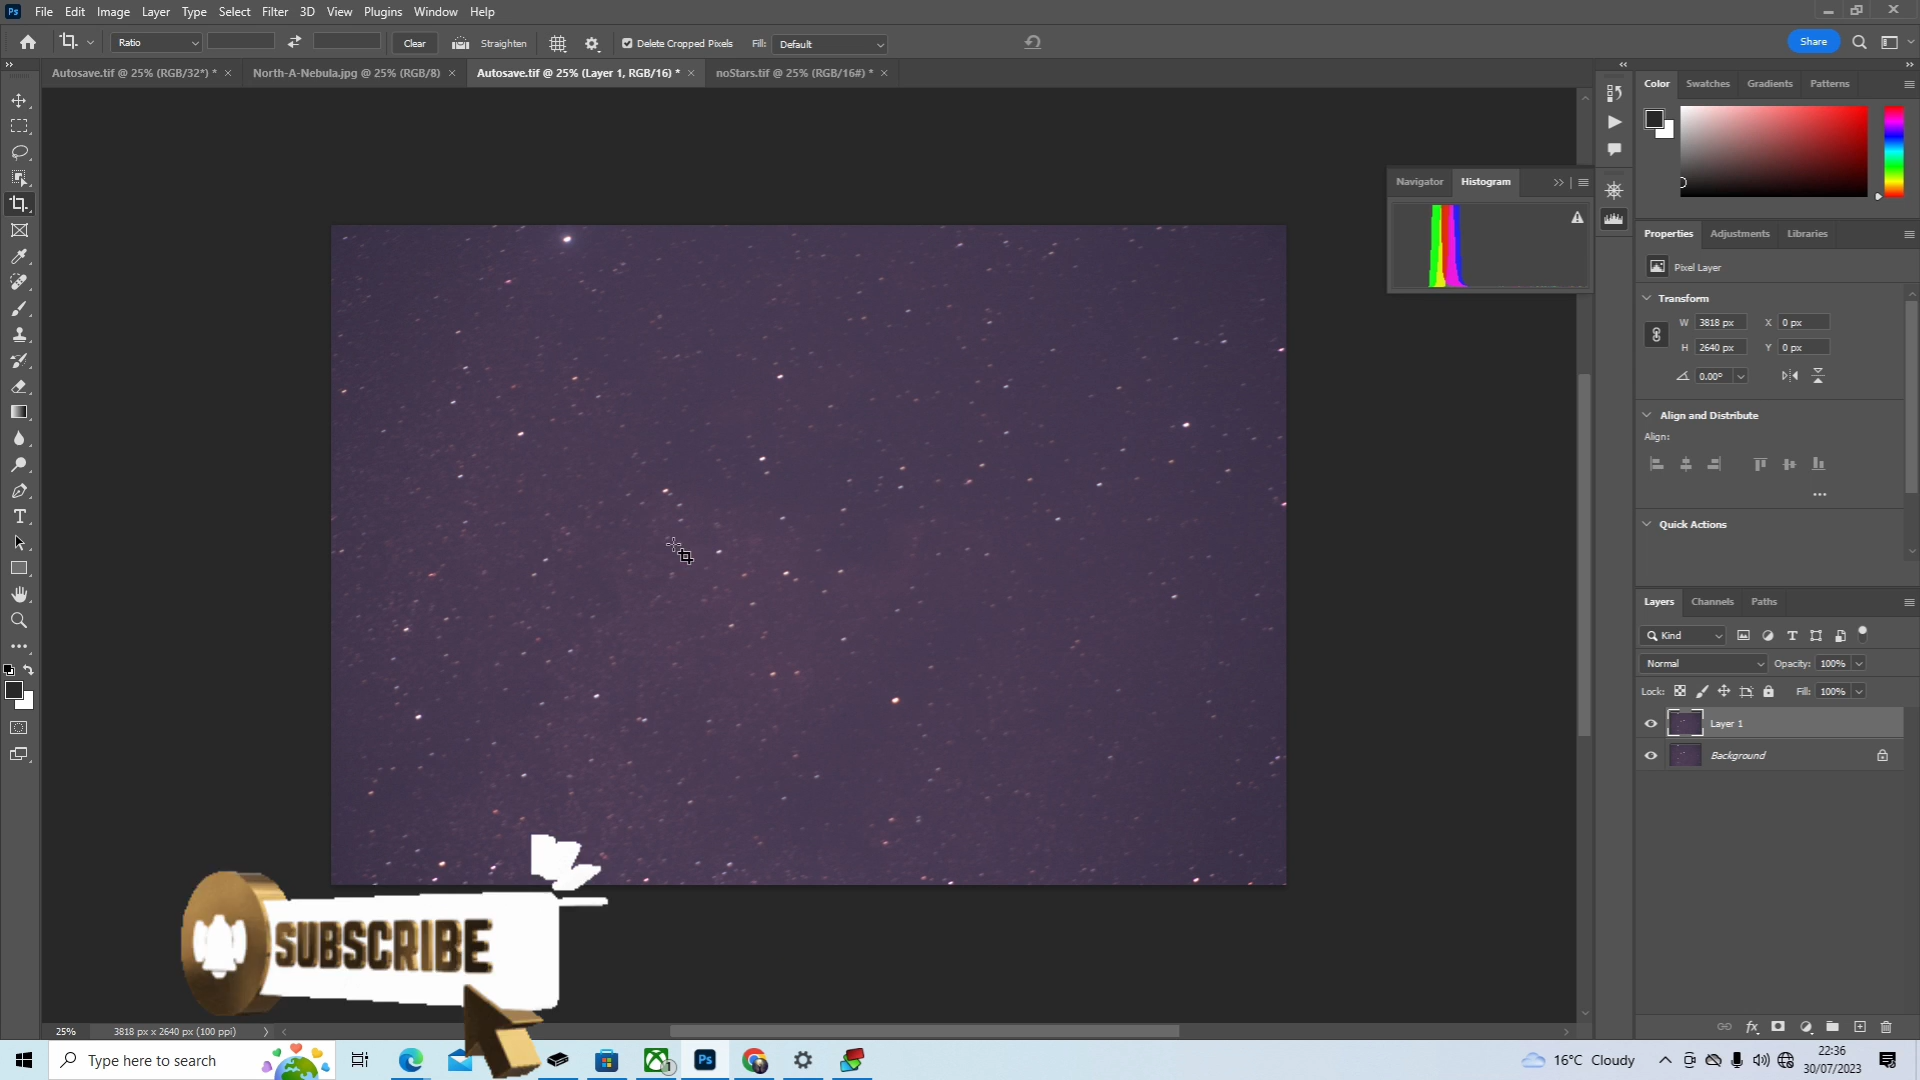 Ps File Edit Image Layer Type Select Filter 3D View Plugins Window Help
Ratio Clear Straighten Delete Cropped Pixels Fill: Default Share
Autosave.tif @ 25% (RGB/32*) * × North-A-Nebula.jpg @ 25% (RGB/8) × Autosave.tif @ 25% (Layer 1, RGB/16) * × noStars.tif @ 25% (RGB/16#) * ×
Color Swatches Gradients Patterns
Navigator Histogram
Properties Adjustments Libraries
Pixel Layer
Transform
W 3818 px X 0 px
H 2640 px Y 0 px
0.00°
Align and Distribute
Align:
Quick Actions
Layers Channels Paths
Kind
Normal Opacity: 100%
Lock: Fill: 100%
Layer 1
Background
SUBSCRIBE
25% 3818 px x 2640 px (100 ppi)
Type here to search
Ps
1
16°C Cloudy
22:36
30/07/2023